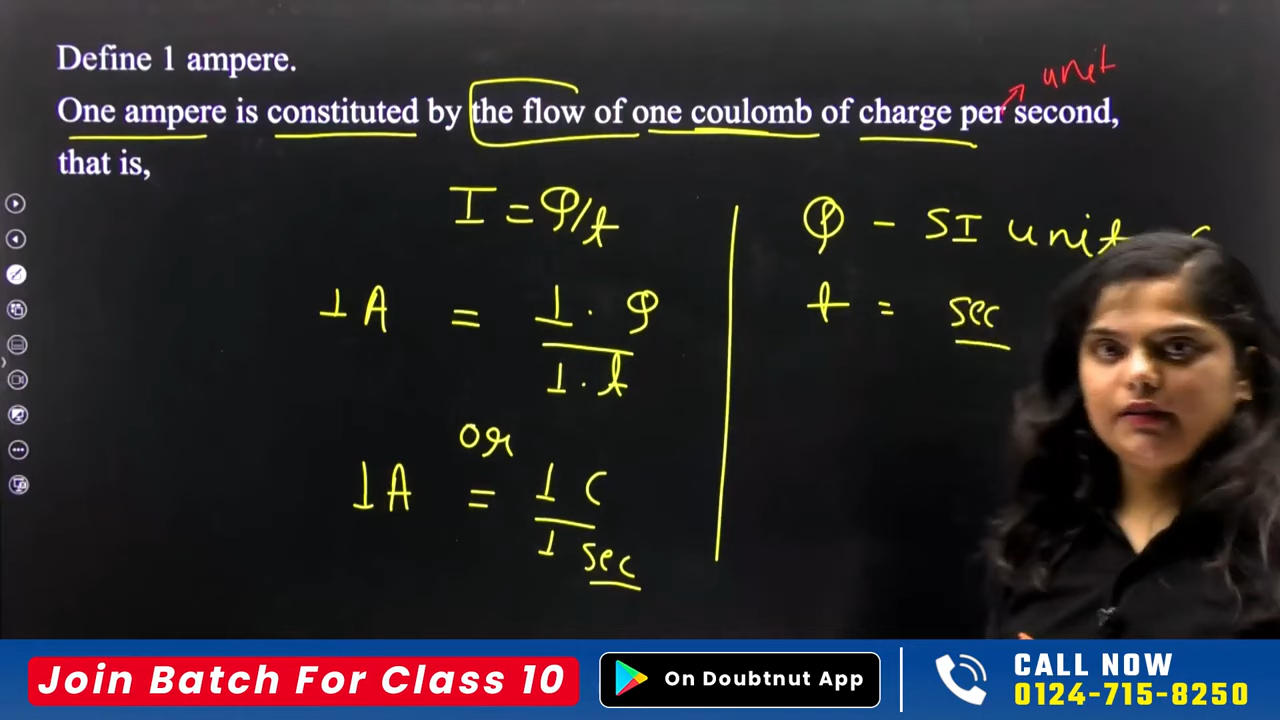 Define 1 ampere.
unit
One ampere is constituted by the flow of one coulomb of charge per second,
that is,
I = Q/t
Q - SI unit
1A = 1 . Q
1 . t
t = sec
or
1A = 1 C
1 sec
Join Batch For Class 10
On Doubtnut App
CALL NOW
0124-715-8250